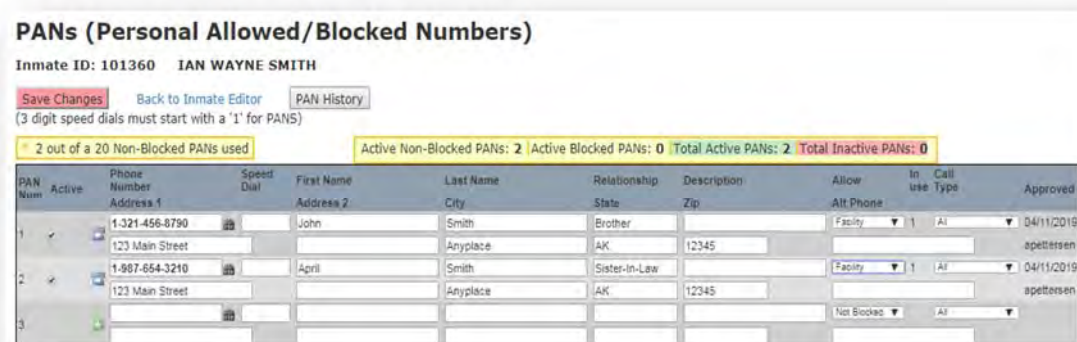 PANs (Personal Allowed/Blocked Numbers)
Inmate ID: 101360 IAN WAYNE SMITH
Save Changes Back to Inmate Editor PAN History
(3 digit speed dials must start with a '1' for PANS)
* 2 out of a 20 Non-Blocked PANs used Active Non-Blocked PANs: 2 Active Blocked PANs: 0 Total Active PANs: 2 Total Inactive PANs: 0
PAN Num Active Phone Number Speed Dial First Name Last Name Relationship Description Allow In use Call Type Approved
Address 1 Address 2 City State Zip Alt Phone
1 1-321-456-8790 John Smith Brother Facility 1 All 04/11/2019
123 Main Street Anyplace AK 12345 apettersen
2 1-987-654-3210 April Smith Sister-In-Law Facility 1 All 04/11/2019
123 Main Street Anyplace AK 12345 apettersen
3 Not Blocked All